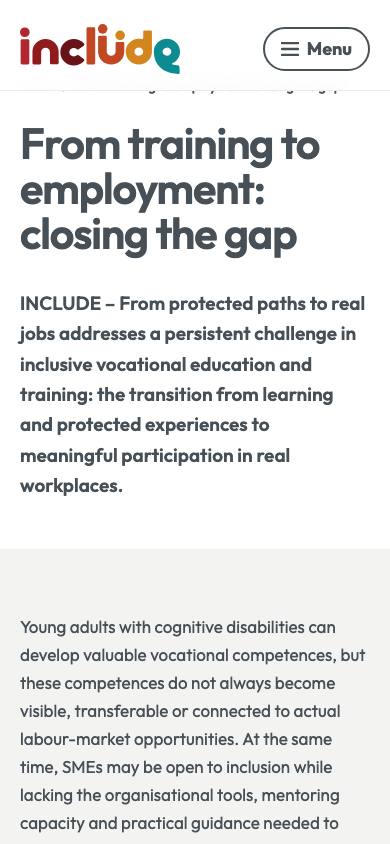 include
Menu
From training to
employment:
closing the gap
INCLUDE – From protected paths to real
jobs addresses a persistent challenge in
inclusive vocational education and
training: the transition from learning
and protected experiences to
meaningful participation in real
workplaces.
Young adults with cognitive disabilities can
develop valuable vocational competences, but
these competences do not always become
visible, transferable or connected to actual
labour-market opportunities. At the same
time, SMEs may be open to inclusion while
lacking the organisational tools, mentoring
capacity and practical guidance needed to